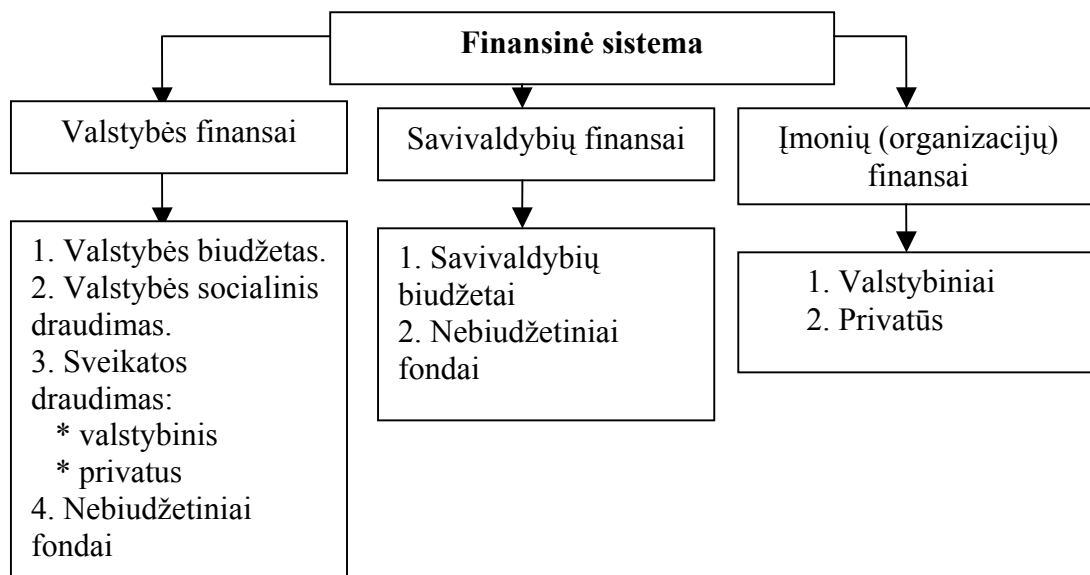 Finansinė sistema
Valstybės finansai
Savivaldybių finansai
Įmonių (organizacijų)
finansai
1. Valstybės biudžetas.
2. Valstybės socialinis
draudimas.
3. Sveikatos
draudimas:
* valstybinis
* privatus
4. Nebiudžetiniai
fondai
1. Savivaldybių
biudžetai
2. Nebiudžetiniai
fondai
1. Valstybiniai
2. Privatūs